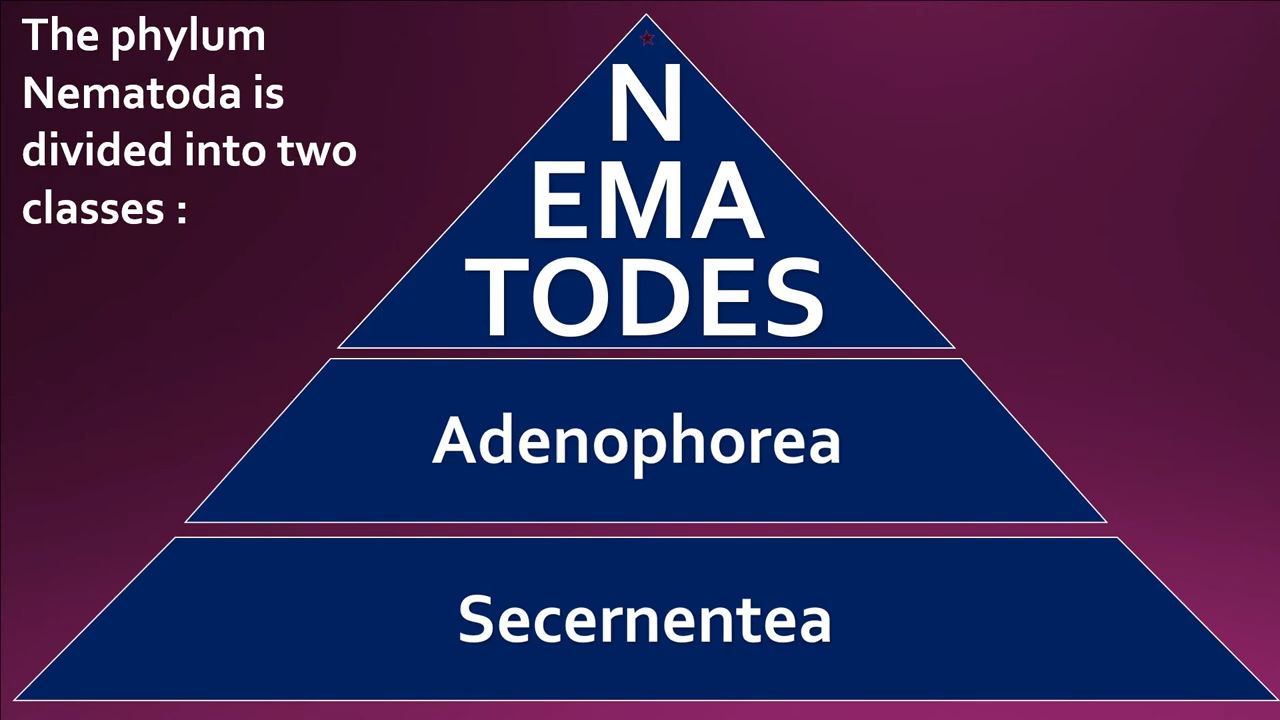 The phylum
Nematoda is
divided into two
classes :
N
EMA
TODES
Adenophorea
Secernentea